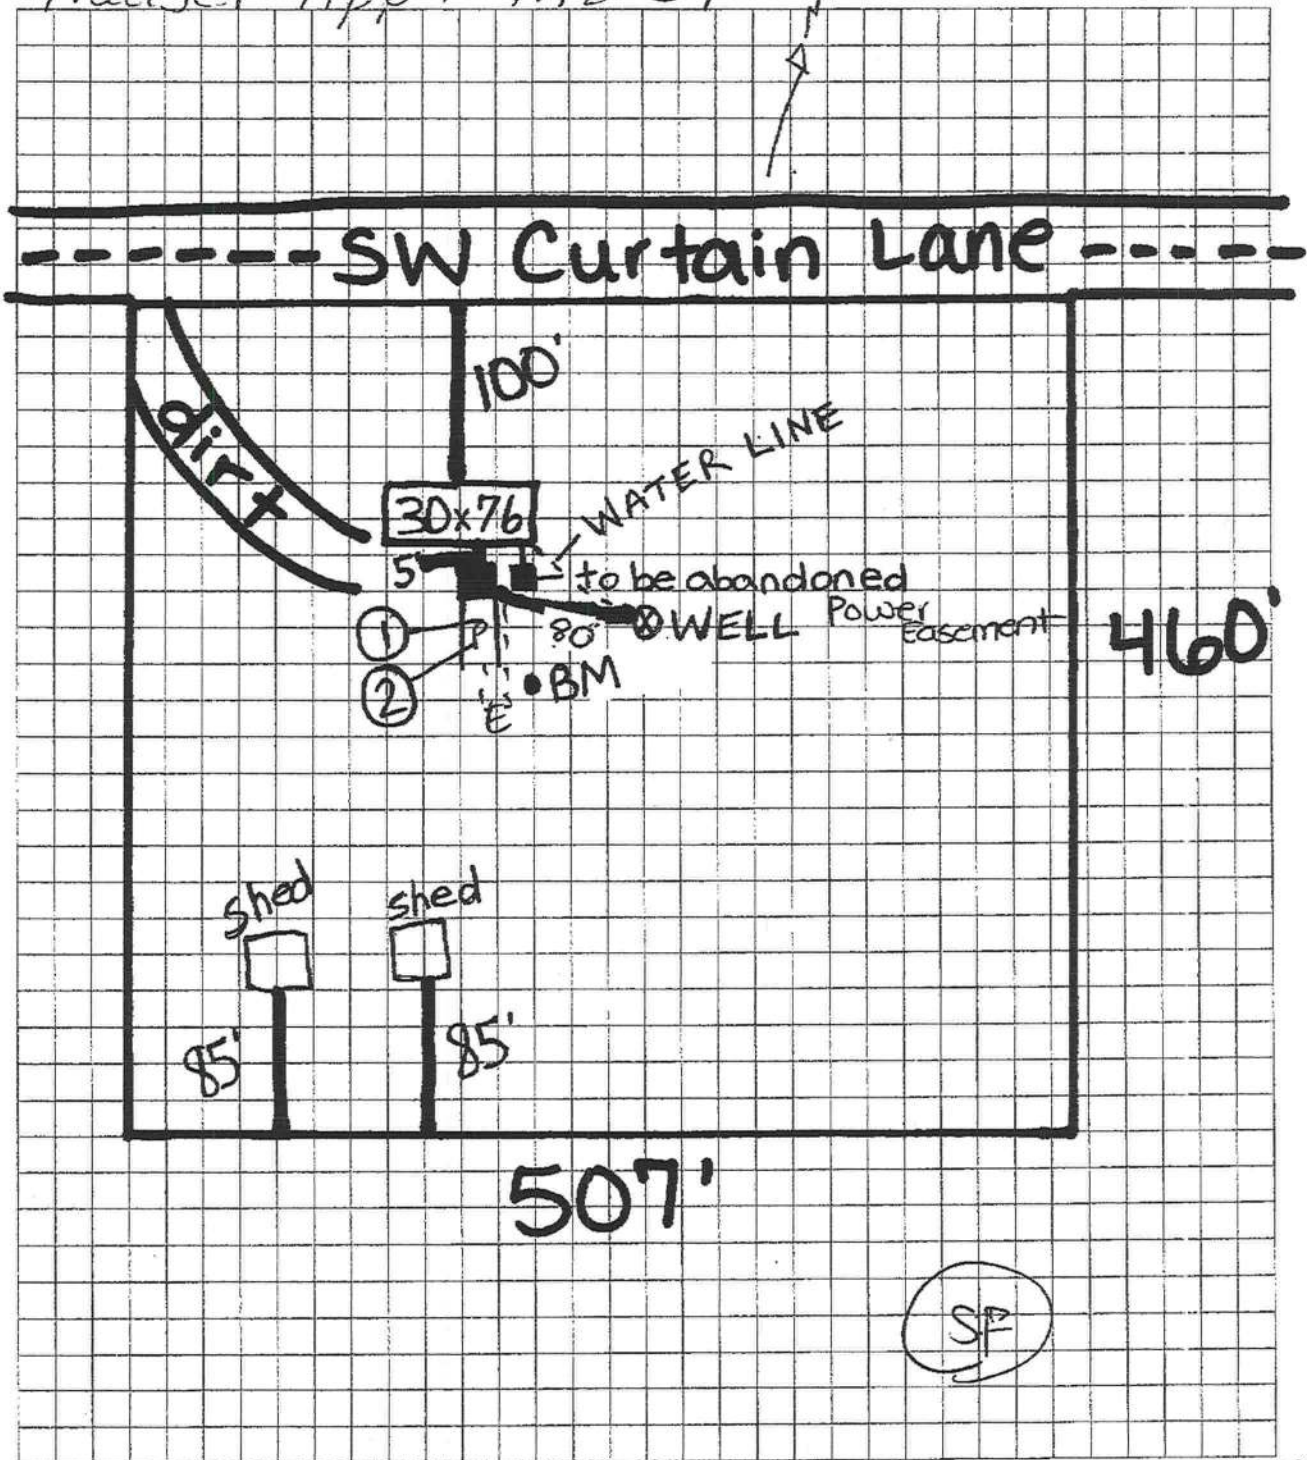 N
SW Curtain Lane
100'
dirt
WATER LINE
30x76
5'
to be abandoned
80'
WELL
Power
Easement
460'
1
P
2
BM
E
shed
shed
85'
85'
507'
SF